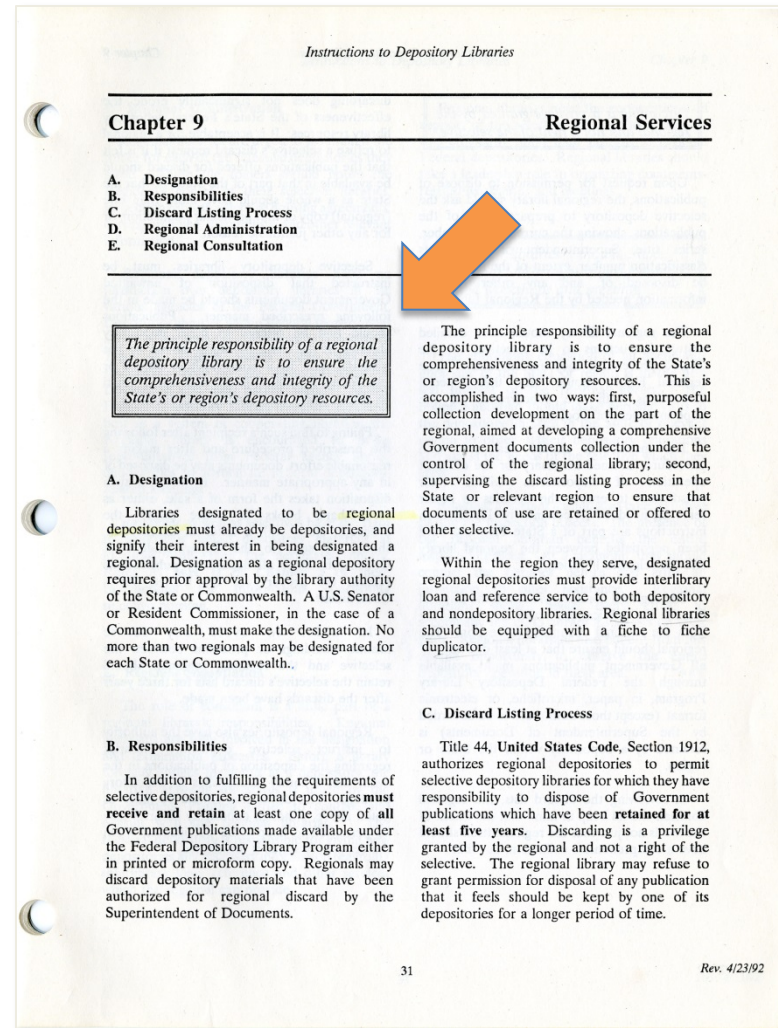 Instructions to Depository Libraries
Chapter 9
Regional Services
A. Designation
B. Responsibilities
C. Discard Listing Process
D. Regional Administration
E. Regional Consultation
The principle responsibility of a regional
depository library is to ensure the
comprehensiveness and integrity of the
State's or region's depository resources.
A. Designation
Libraries designated to be regional
depositories must already be depositories, and
signify their interest in being designated a
regional. Designation as a regional depository
requires prior approval by the library authority
of the State or Commonwealth. A U.S. Senator
or Resident Commissioner, in the case of a
Commonwealth, must make the designation. No
more than two regionals may be designated for
each State or Commonwealth.
B. Responsibilities
In addition to fulfilling the requirements of
selective depositories, regional depositories must
receive and retain at least one copy of all
Government publications made available under
the Federal Depository Library Program either
in printed or microform copy. Regionals may
discard depository materials that have been
authorized for regional discard by the
Superintendent of Documents.
The principle responsibility of a regional
depository library is to ensure the
comprehensiveness and integrity of the State's
or region's depository resources. This is
accomplished in two ways: first, purposeful
collection development on the part of the
regional, aimed at developing a comprehensive
Government documents collection under the
control of the regional library; second,
supervising the discard listing process in the
State or relevant region to ensure that
documents of use are retained or offered to
other selective.
Within the region they serve, designated
regional depositories must provide interlibrary
loan and reference service to both depository
and nondepository libraries. Regional libraries
should be equipped with a fiche to fiche
duplicator.
C. Discard Listing Process
Title 44, United States Code, Section 1912,
authorizes regional depositories to permit
selective depository libraries for which they have
responsibility to dispose of Government
publications which have been retained for at
least five years. Discarding is a privilege
granted by the regional and not a right of the
selective. The regional library may refuse to
grant permission for disposal of any publication
that it feels should be kept by one of its
depositories for a longer period of time.
31
Rev. 4/23/92